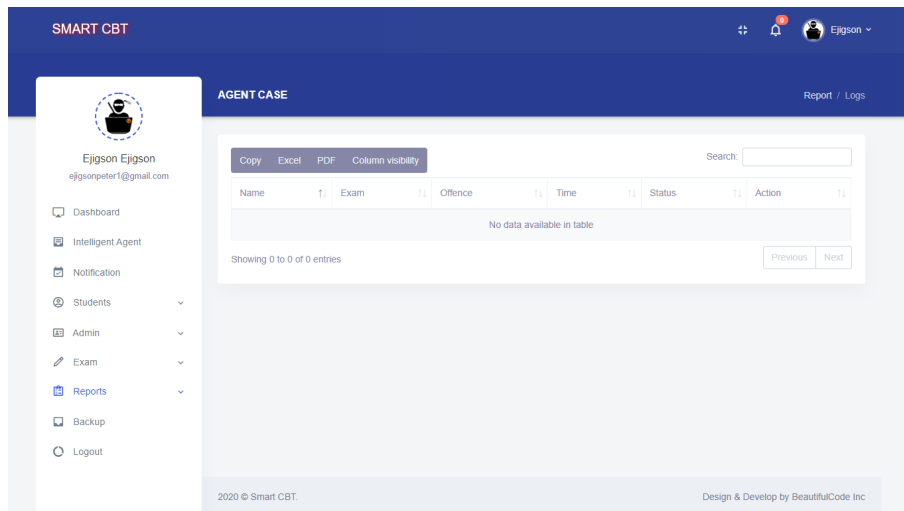 SMART CBT
0
Ejigson
AGENT CASE
Report / Logs
Ejigson Ejigson
ejigsonpeter1@gmail.com
Dashboard
Intelligent Agent
Notification
Students
Admin
Exam
Reports
Backup
Logout
Copy Excel PDF Column visibility
Search:
Name Exam Offence Time Status Action
No data available in table
Showing 0 to 0 of 0 entries
Previous Next
2020 © Smart CBT.
Design & Develop by BeautifulCode Inc